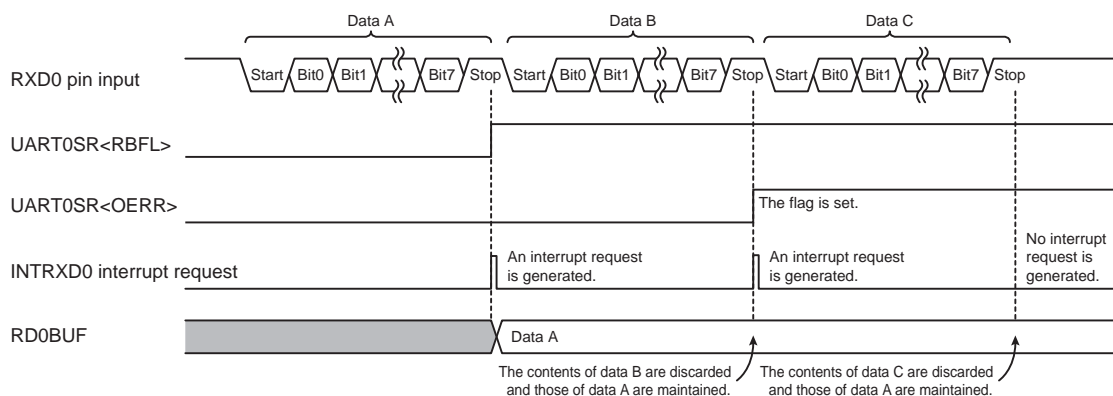 Data A Data B Data C
RXD0 pin input
Start Bit0 Bit1 Bit7 Stop Start Bit0 Bit1 Bit7 Stop Start Bit0 Bit1 Bit7 Stop
UART0SR<RBFL>
UART0SR<OERR>
The flag is set.
INTRXD0 interrupt request
An interrupt request
is generated.
An interrupt request
is generated.
No interrupt
request is
generated.
RD0BUF
Data A
The contents of data B are discarded
and those of data A are maintained.
The contents of data C are discarded
and those of data A are maintained.